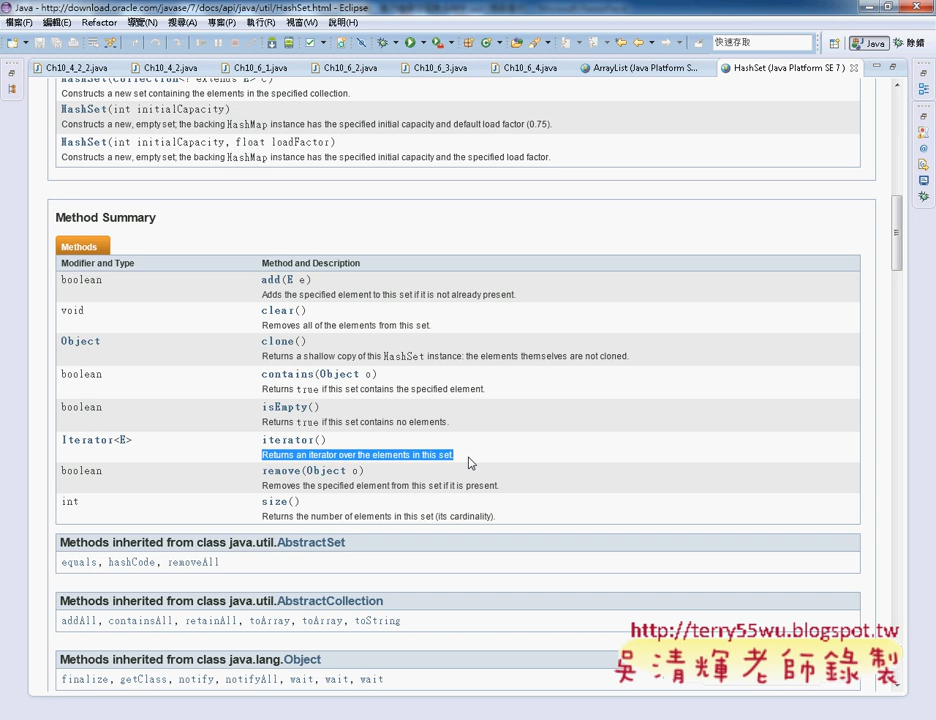 Java - http://download.oracle.com/javase/7/docs/api/java/util/HashSet.html - Eclipse
檔案(F) 編輯(E) Refactor 導覽(N) 搜尋(A) 專案(P) 執行(R) 視窗(W) 說明(H)
快速存取 Java 除錯
Ch10_4_2_2.java Ch10_4_2.java Ch10_6_1.java Ch10_6_2.java Ch10_6_3.java Ch10_6_4.java ArrayList (Java Platform S... HashSet (Java Platform SE 7 )
HashSet(Collection<? extends E> c)
Constructs a new set containing the elements in the specified collection.
HashSet(int initialCapacity)
Constructs a new, empty set; the backing HashMap instance has the specified initial capacity and default load factor (0.75).
HashSet(int initialCapacity, float loadFactor)
Constructs a new, empty set; the backing HashMap instance has the specified initial capacity and the specified load factor.
Method Summary
Methods
Modifier and Type Method and Description
boolean add(E e)
Adds the specified element to this set if it is not already present.
void clear()
Removes all of the elements from this set.
Object clone()
Returns a shallow copy of this HashSet instance: the elements themselves are not cloned.
boolean contains(Object o)
Returns true if this set contains the specified element.
boolean isEmpty()
Returns true if this set contains no elements.
Iterator<E> iterator()
Returns an iterator over the elements in this set.
boolean remove(Object o)
Removes the specified element from this set if it is present.
int size()
Returns the number of elements in this set (its cardinality).
Methods inherited from class java.util.AbstractSet
equals, hashCode, removeAll
Methods inherited from class java.util.AbstractCollection
addAll, containsAll, retainAll, toArray, toArray, toString
Methods inherited from class java.lang.Object
finalize, getClass, notify, notifyAll, wait, wait, wait
http://terry55wu.blogspot.tw
吳清輝老師錄製